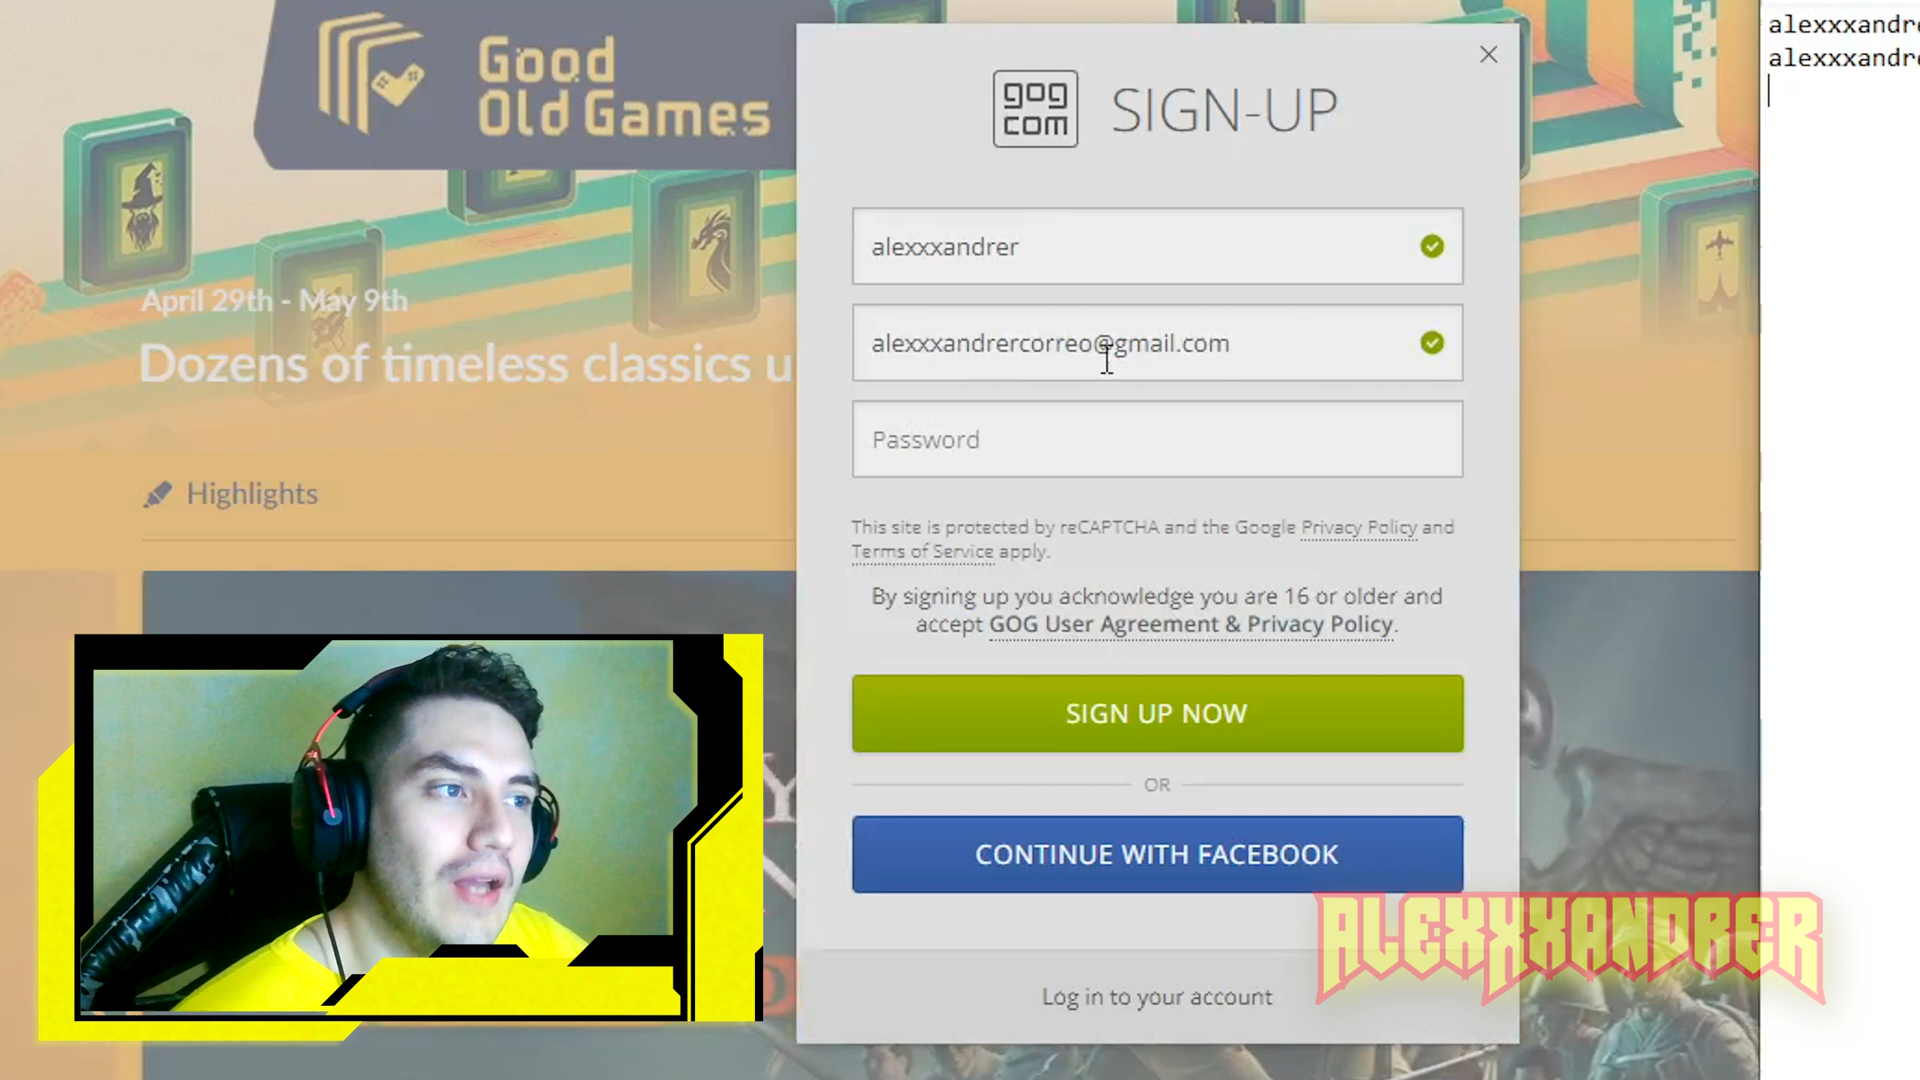 Good
Old Games
April 29th - May 9th
Dozens of timeless classics u
Highlights
gog
com
SIGN-UP
alexxxandrer
alexxxandrercorreo@gmail.com
Password
This site is protected by reCAPTCHA and the Google Privacy Policy and
Terms of Service apply.
By signing up you acknowledge you are 16 or older and
accept GOG User Agreement & Privacy Policy.
SIGN UP NOW
OR
CONTINUE WITH FACEBOOK
Log in to your account
alexxxandre
alexxxandre
ALEXXXANDRER